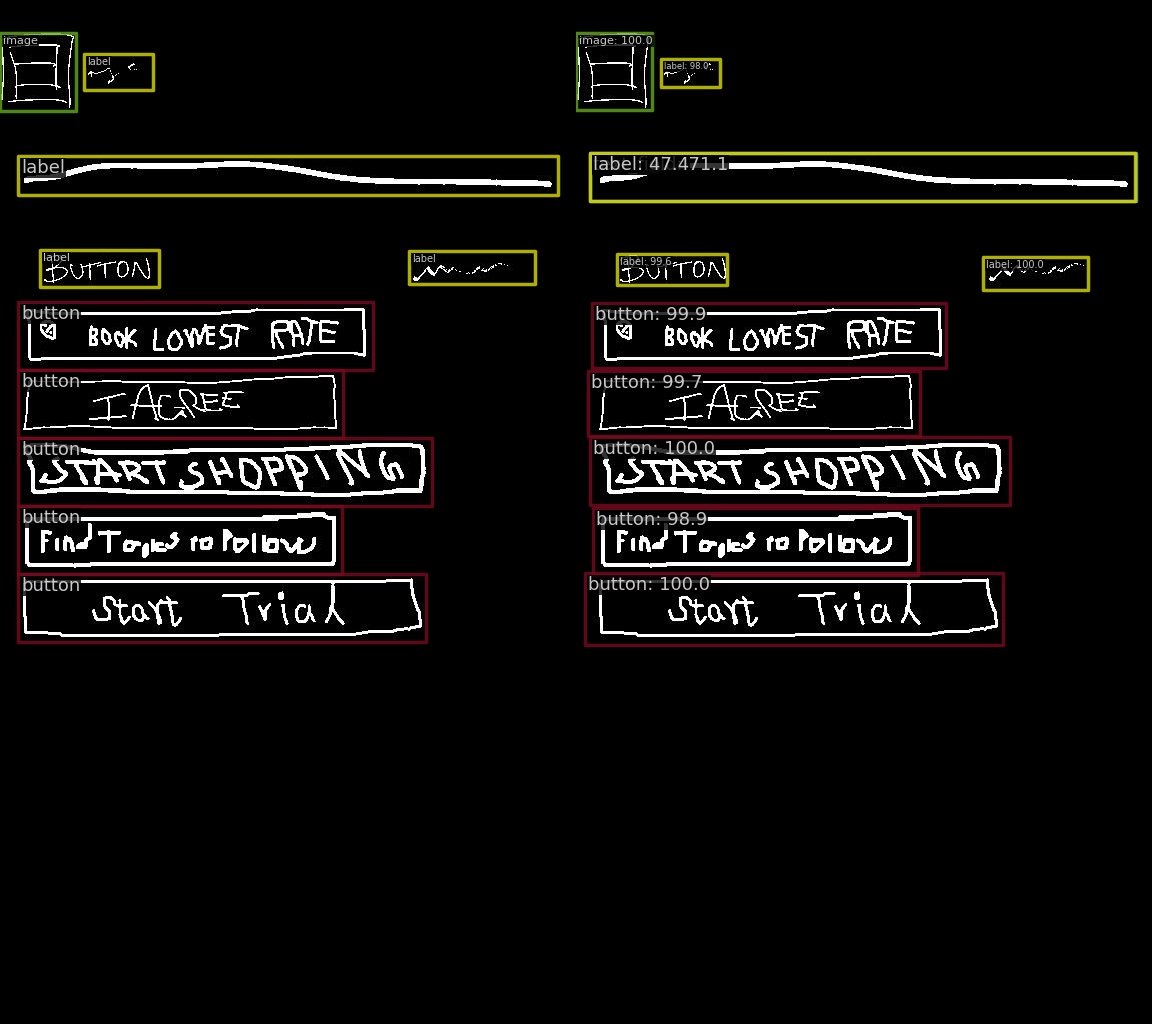 image image: 100.0
label label: 98.0
label label: 47.471.1
label label: 99.6 label label: 100.0
BUTTON BUTTON
button button: 99.9
BOOK LOWEST RATE BOOK LOWEST RATE
button button: 99.7
I AGREE I AGREE
button button: 100.0
START SHOPPING START SHOPPING
button button: 98.9
Find Topics to Follow Find Topics to Follow
button button: 100.0
Start Trial Start Trial